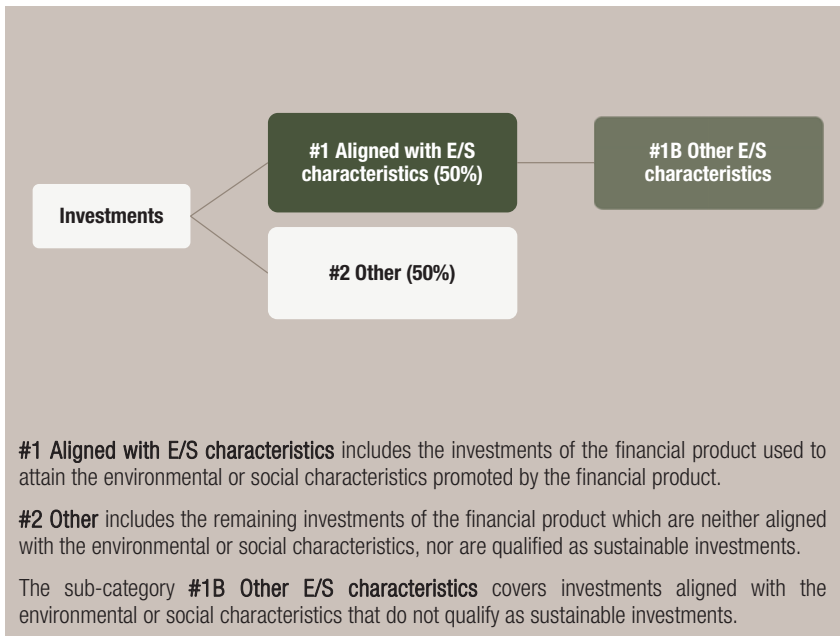 #1 Aligned with E/S
characteristics (50%)
#1B Other E/S
characteristics
Investments
#2 Other (50%)
#1 Aligned with E/S characteristics includes the investments of the financial product used to
attain the environmental or social characteristics promoted by the financial product.
#2 Other includes the remaining investments of the financial product which are neither aligned
with the environmental or social characteristics, nor are qualified as sustainable investments.
The sub-category #1B Other E/S characteristics covers investments aligned with the
environmental or social characteristics that do not qualify as sustainable investments.